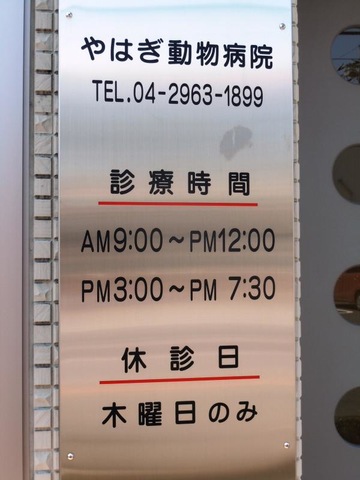 やはぎ動物病院
TEL.04-2963-1899
診療時間
AM9:00～PM12:00
PM3:00～PM 7:30
休診日
木曜日のみ